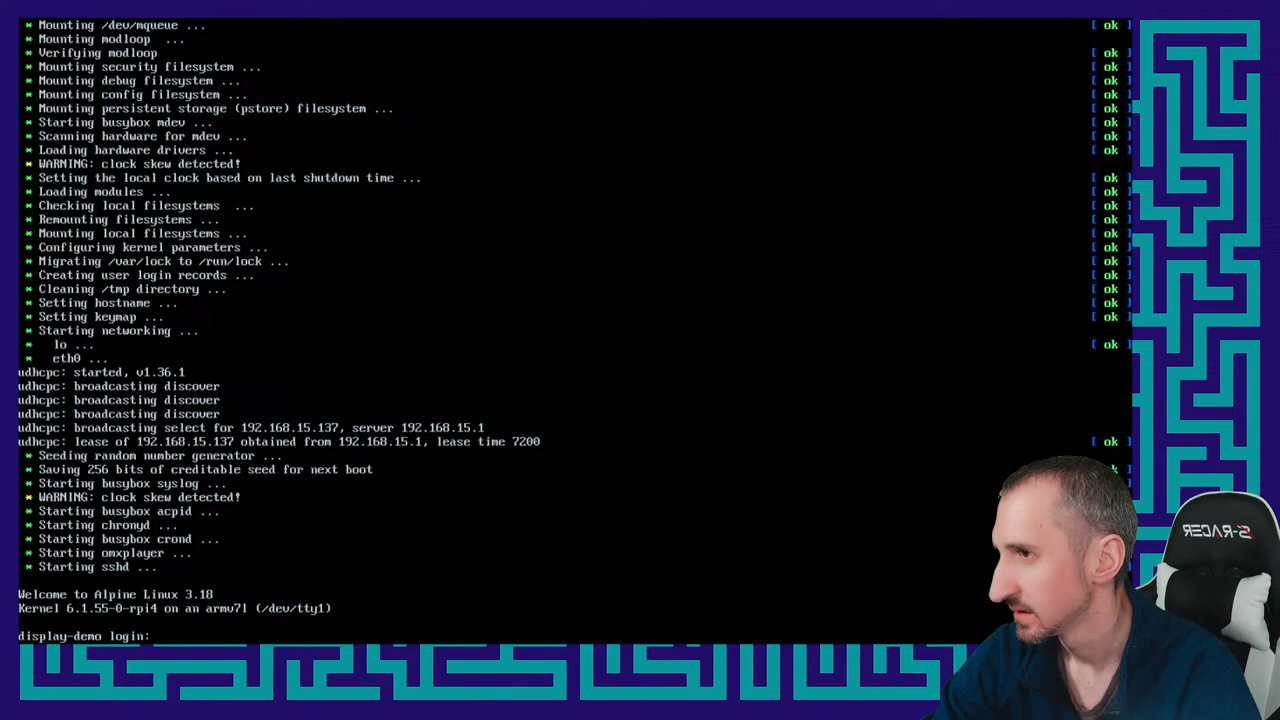 * Mounting /dev/mqueue ... [ ok ]
* Mounting modloop  ... [ ok ]
* Verifying modloop [ ok ]
* Mounting security filesystem ... [ ok ]
* Mounting debug filesystem ... [ ok ]
* Mounting config filesystem ... [ ok ]
* Mounting persistent storage (pstore) filesystem ... [ ok ]
* Starting busybox mdev ... [ ok ]
* Scanning hardware for mdev ... [ ok ]
* Loading hardware drivers ... [ ok ]
* WARNING: clock skew detected!
* Setting the local clock based on last shutdown time ... [ ok ]
* Loading modules ... [ ok ]
* Checking local filesystems  ... [ ok ]
* Remounting filesystems ... [ ok ]
* Mounting local filesystems ... [ ok ]
* Configuring kernel parameters ... [ ok ]
* Migrating /var/lock to /run/lock ... [ ok ]
* Creating user login records ... [ ok ]
* Cleaning /tmp directory ... [ ok ]
* Setting hostname ... [ ok ]
* Setting keymap ... [ ok ]
* Starting networking ...
*   lo ... [ ok ]
*   eth0 ...
udhcpc: started, v1.36.1
udhcpc: broadcasting discover
udhcpc: broadcasting discover
udhcpc: broadcasting discover
udhcpc: broadcasting select for 192.168.15.137, server 192.168.15.1
udhcpc: lease of 192.168.15.137 obtained from 192.168.15.1, lease time 7200 [ ok ]
* Seeding random number generator ...
* Saving 256 bits of creditable seed for next boot
* Starting busybox syslog ...
* WARNING: clock skew detected!
* Starting busybox acpid ...
* Starting chronyd ...
* Starting busybox crond ...
* Starting omxplayer ...
* Starting sshd ...
Welcome to Alpine Linux 3.18
Kernel 6.1.55-0-rpi4 on an armv7l (/dev/tty1)
display-demo login:
S-RACER